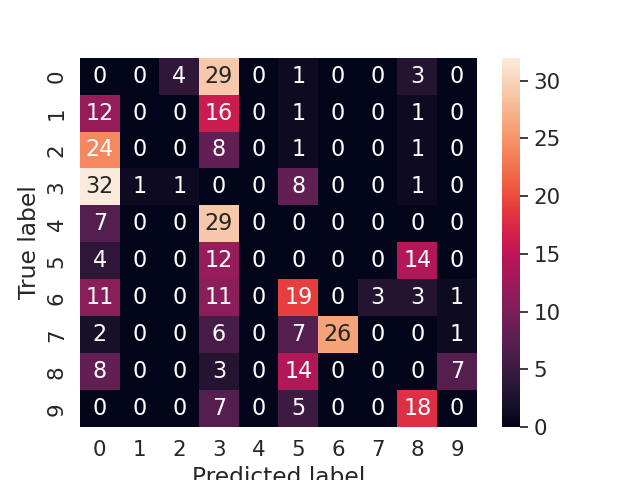 0 0 0 4 29 0 1 0 0 3 0
1 12 0 0 16 0 1 0 0 1 0
2 24 0 0 8 0 1 0 0 1 0
3 32 1 1 0 0 8 0 0 1 0
4 7 0 0 29 0 0 0 0 0 0
5 4 0 0 12 0 0 0 0 14 0
6 11 0 0 11 0 19 0 3 3 1
7 2 0 0 6 0 7 26 0 0 1
8 8 0 0 3 0 14 0 0 0 7
9 0 0 0 7 0 5 0 0 18 0
0 1 2 3 4 5 6 7 8 9
True label
Predicted label
30
25
20
15
10
5
0